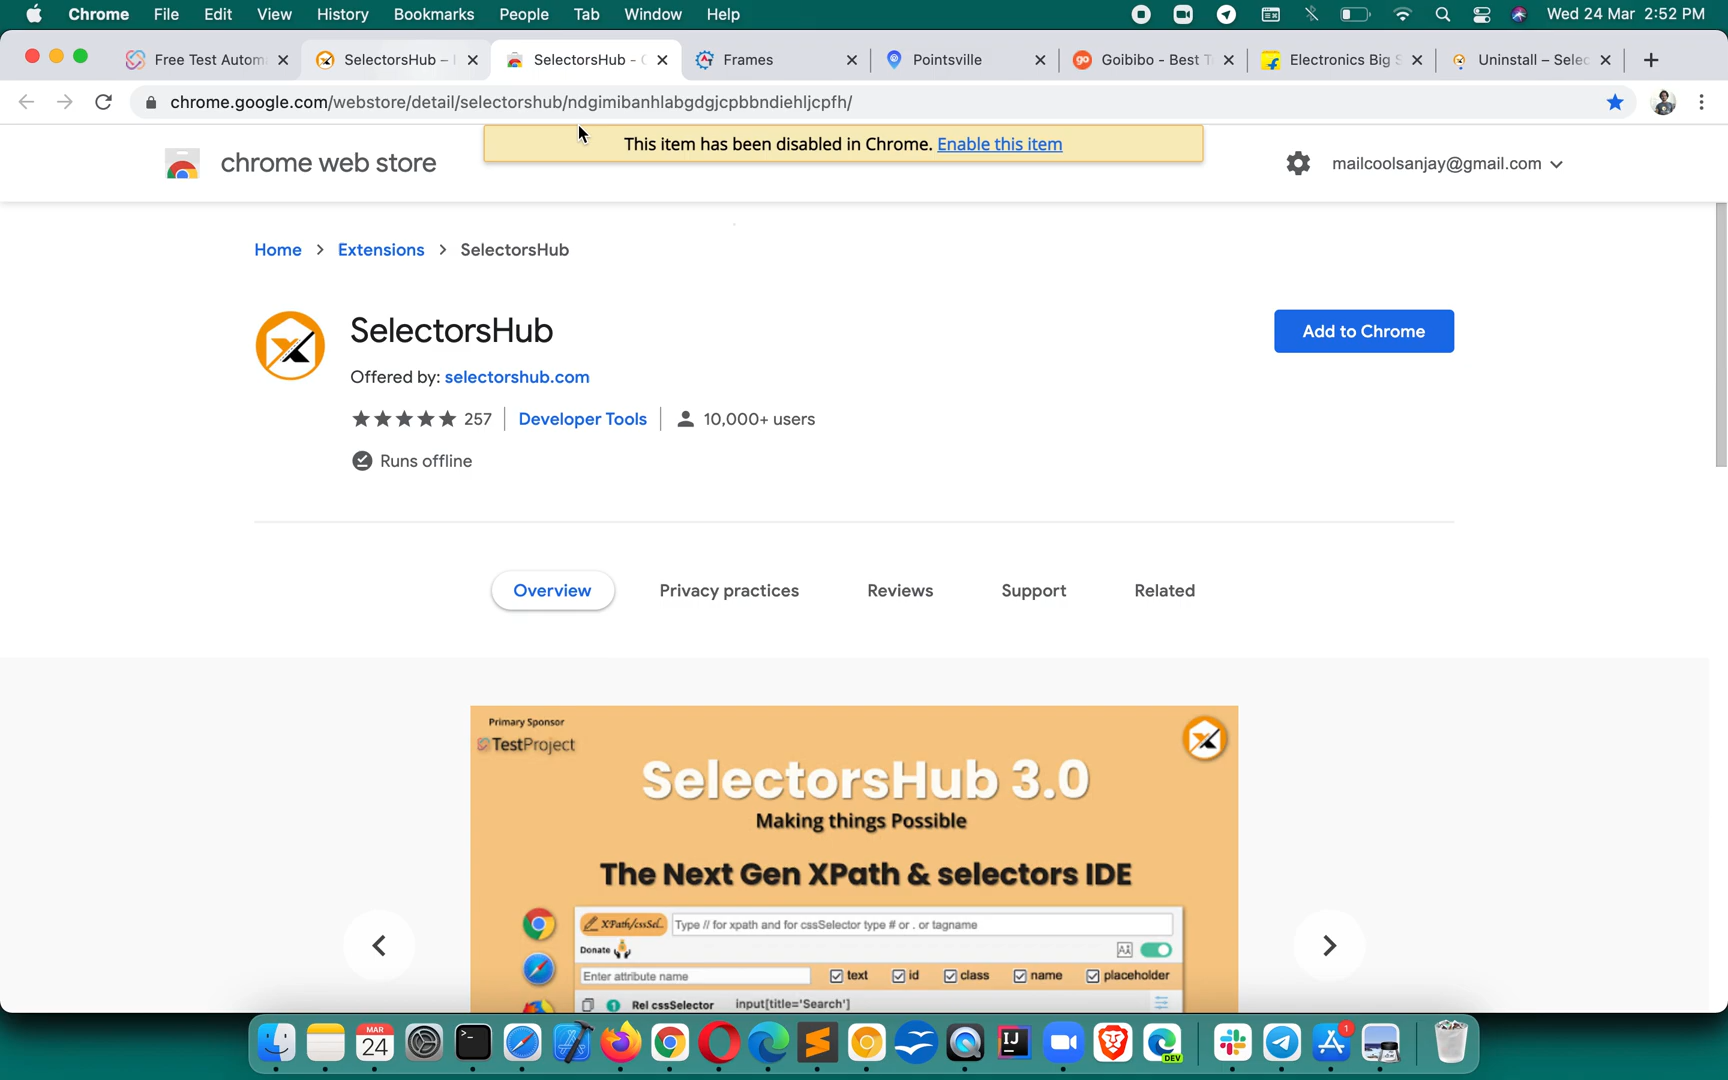 Chrome File Edit View History Bookmarks People Tab Window Help Wed 24 Mar 2:52 PM
Free Test Autom SelectorsHub – SelectorsHub - Frames Pointsville Goibibo - Best T Electronics Big S Uninstall – Selec
chrome.google.com/webstore/detail/selectorshub/ndgimibanhlabgdgjcpbbndiehljcpfh/
This item has been disabled in Chrome. Enable this item
chrome web store
mailcoolsanjay@gmail.com
Home > Extensions > SelectorsHub
SelectorsHub
Add to Chrome
Offered by: selectorshub.com
257 Developer Tools 10,000+ users
Runs offline
Overview Privacy practices Reviews Support Related
Primary Sponsor
TestProject
SelectorsHub 3.0
Making things Possible
The Next Gen XPath & selectors IDE
XPath/cssSel.. Type // for xpath and for cssSelector type # or . or tagname
Donate
Enter attribute name text id class name placeholder
1 Rel cssSelector input[title='Search']
MAR
24
IJ
DEV
1